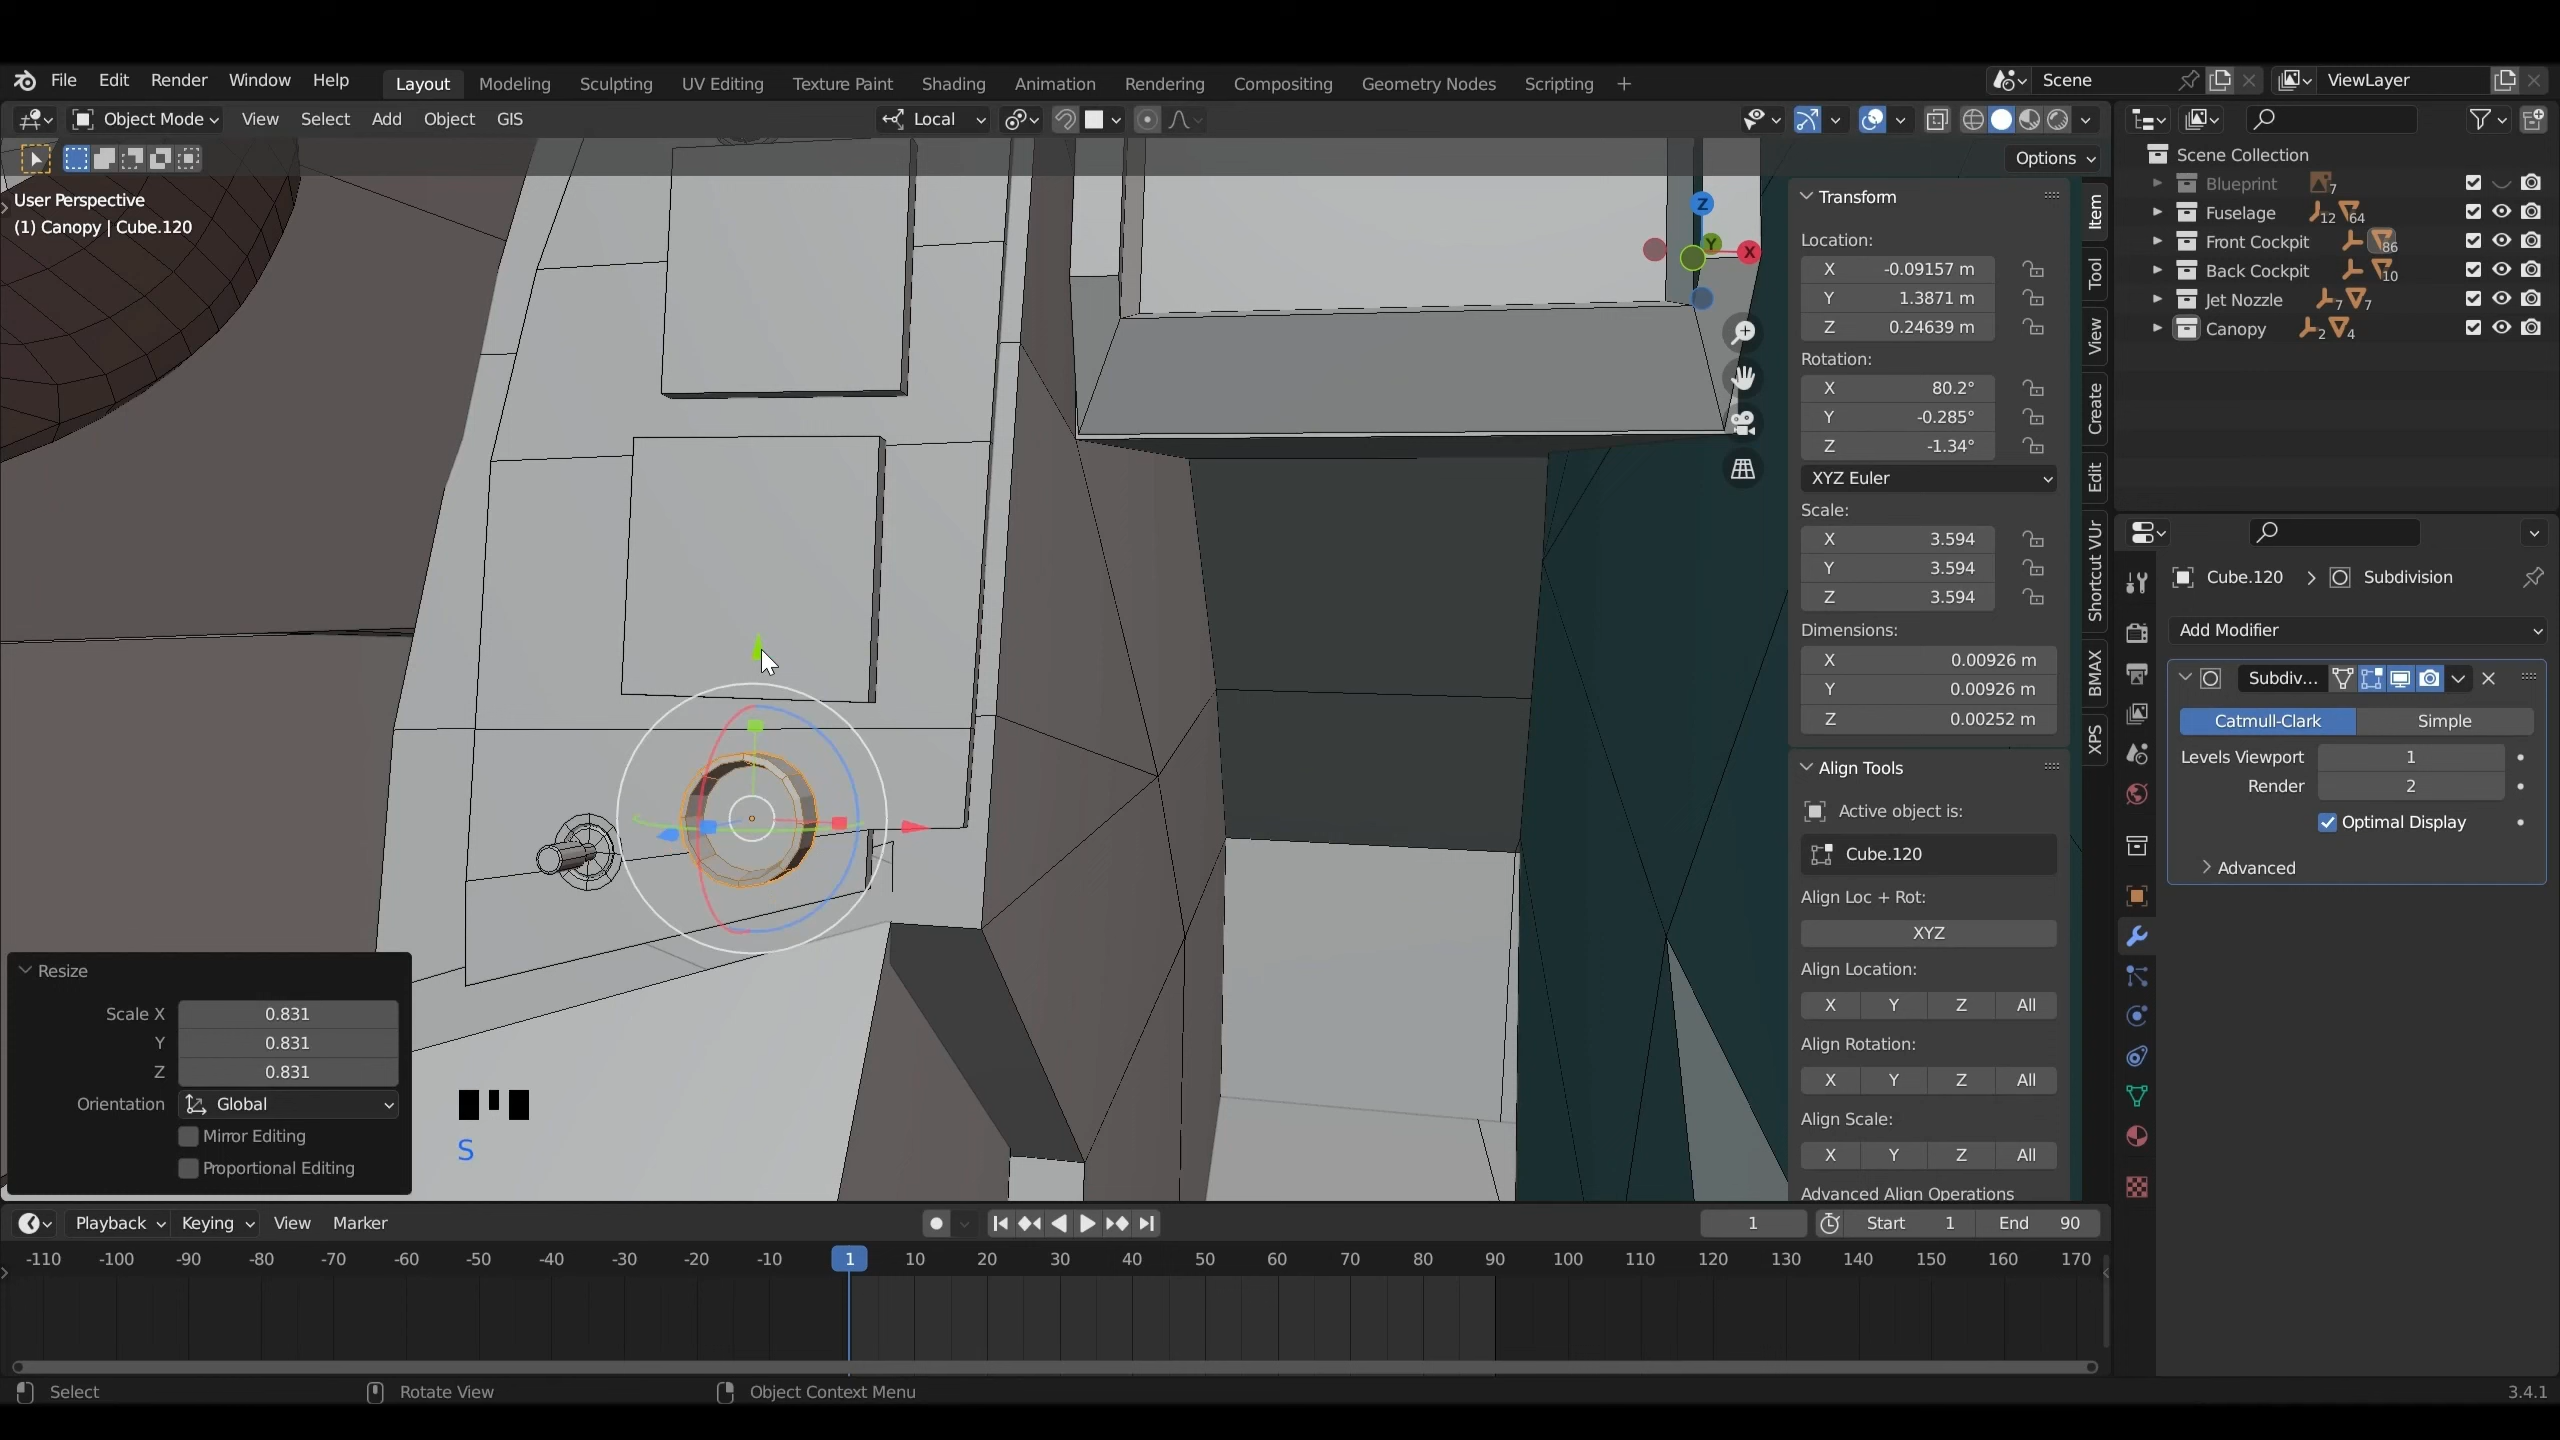 File Edit Render Window Help Layout Modeling Sculpting UV Editing Texture Paint Shading Animation Rendering Compositing Geometry Nodes Scripting + Scene ViewLayer
Object Mode View Select Add Object GIS Local
Options
User Perspective
(1) Canopy | Cube.120
Z
Y
X
Transform
Location:
X -0.09157 m
Y 1.3871 m
Z 0.24639 m
Rotation:
X 80.2°
Y -0.285°
Z -1.34°
XYZ Euler
Scale:
X 3.594
Y 3.594
Z 3.594
Dimensions:
X 0.00926 m
Y 0.00926 m
Z 0.00252 m
Align Tools
Active object is:
Cube.120
Align Loc + Rot:
XYZ
Align Location:
X Y Z All
Align Rotation:
X Y Z All
Align Scale:
X Y Z All
Advanced Align Operations
Item
Tool
View
Create
Edit
Shortcut VUr
BMAX
XPS
Scene Collection
Blueprint 7
Fuselage 12 64
Front Cockpit 86
Back Cockpit 10
Jet Nozzle 7 7
Canopy 2 4
Cube.120 > Subdivision
Add Modifier
Subdiv...
Catmull-Clark Simple
Levels Viewport 1
Render 2
Optimal Display
Advanced
Resize
Scale X 0.831
Y 0.831
Z 0.831
Orientation Global
Mirror Editing
Proportional Editing
S
Playback Keying View Marker 1 Start 1 End 90
-110 -100 -90 -80 -70 -60 -50 -40 -30 -20 -10 1 10 20 30 40 50 60 70 80 90 100 110 120 130 140 150 160 170
Select Rotate View Object Context Menu 3.4.1